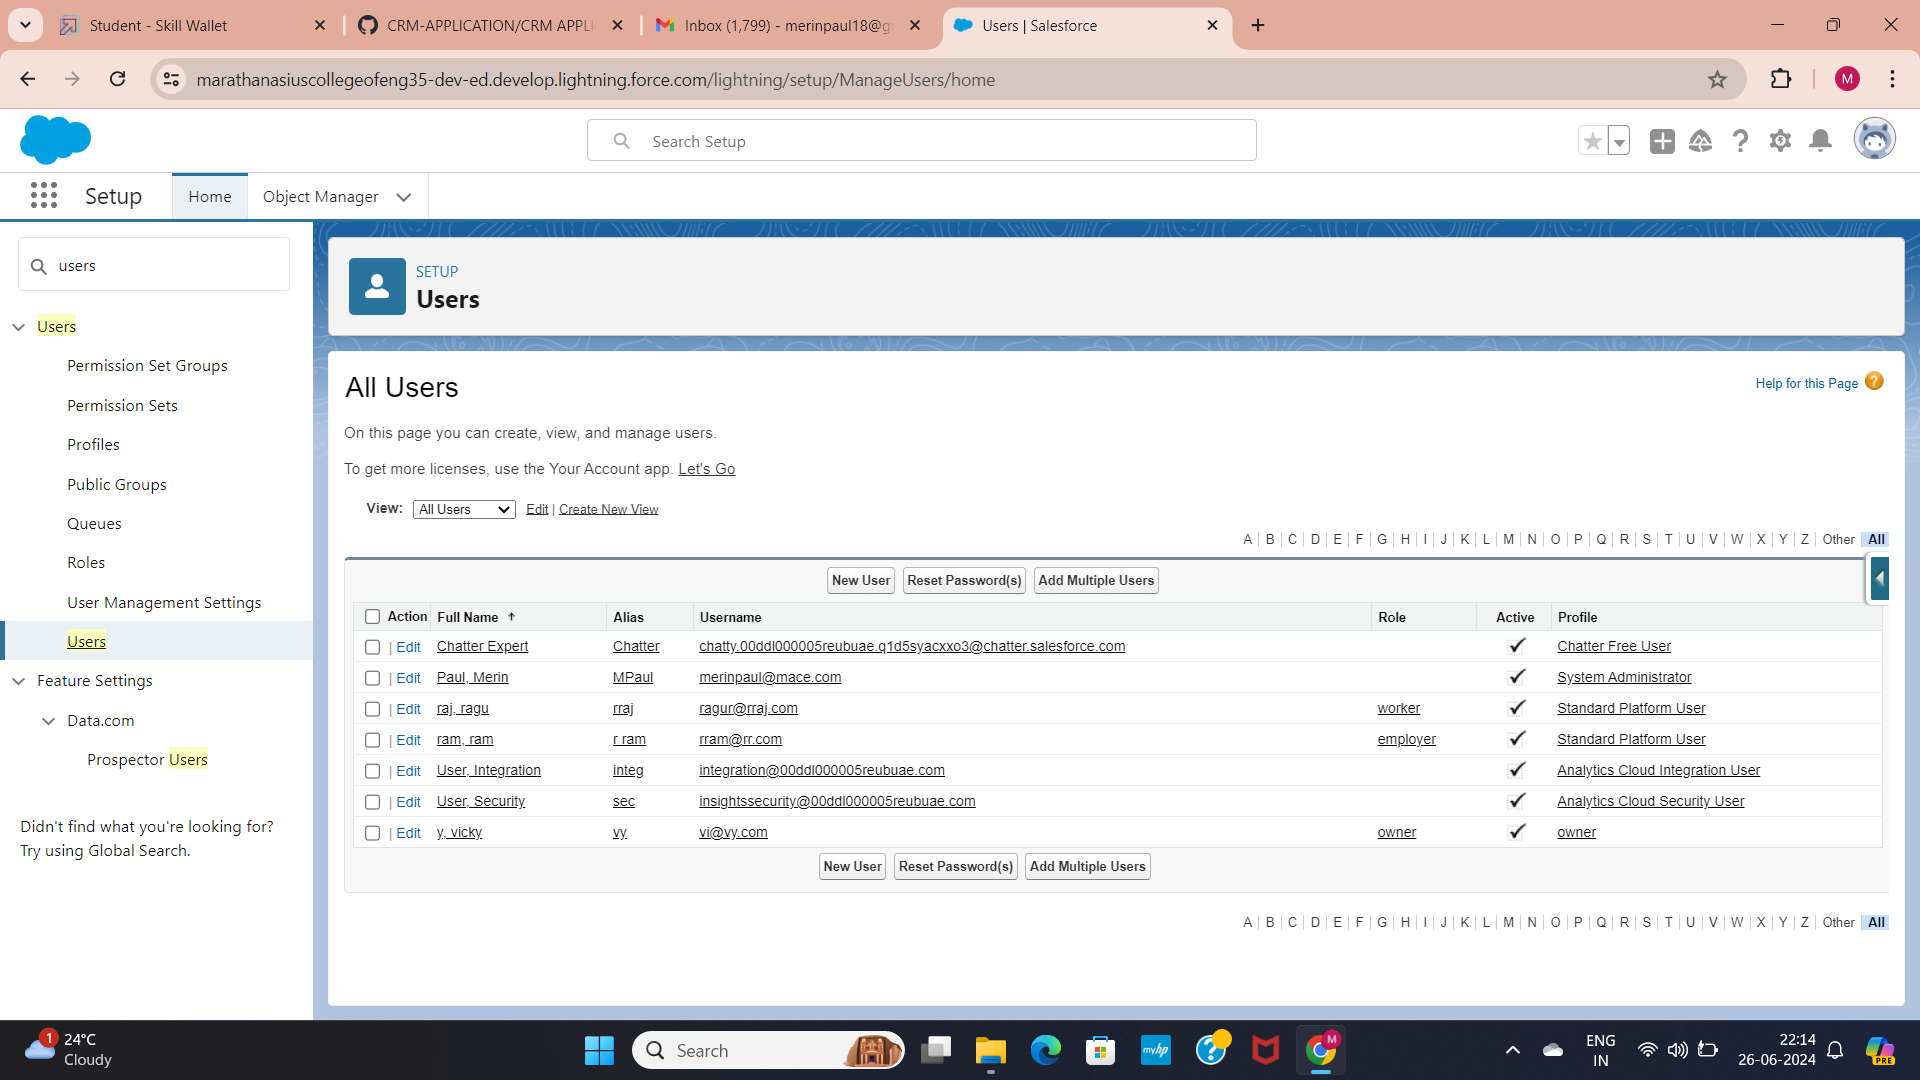 Student - Skill Wallet
CRM-APPLICATION/CRM APPLI
Inbox (1,799) - merinpaul18@g
Users | Salesforce
marathanasiuscollegeofeng35-dev-ed.develop.lightning.force.com/lightning/setup/ManageUsers/home
M
Search Setup
Setup
Home
Object Manager
users
SETUP
Users
Users
Permission Set Groups
Permission Sets
Profiles
Public Groups
Queues
Roles
User Management Settings
Users
Feature Settings
Data.com
Prospector Users
Didn't find what you're looking for?
Try using Global Search.
All Users
Help for this Page ?
On this page you can create, view, and manage users.
To get more licenses, use the Your Account app. Let's Go
View: All Users Edit | Create New View
A | B | C | D | E | F | G | H | I | J | K | L | M | N | O | P | Q | R | S | T | U | V | W | X | Y | Z | Other | All
New User Reset Password(s) Add Multiple Users
Action Full Name ↑ Alias Username Role Active Profile
| Edit Chatter Expert Chatter chatty.00ddl000005reubuae.q1d5syacxxo3@chatter.salesforce.com ✓ Chatter Free User
| Edit Paul, Merin MPaul merinpaul@mace.com ✓ System Administrator
| Edit raj, ragu rraj ragur@rraj.com worker ✓ Standard Platform User
| Edit ram, ram r ram rram@rr.com employer ✓ Standard Platform User
| Edit User, Integration integ integration@00ddl000005reubuae.com ✓ Analytics Cloud Integration User
| Edit User, Security sec insightssecurity@00ddl000005reubuae.com ✓ Analytics Cloud Security User
| Edit y, vicky vy vi@vy.com owner ✓ owner
New User Reset Password(s) Add Multiple Users
A | B | C | D | E | F | G | H | I | J | K | L | M | N | O | P | Q | R | S | T | U | V | W | X | Y | Z | Other | All
1
24°C
Cloudy
Search
myhp
M
ENG
IN
22:14
26-06-2024
PRE